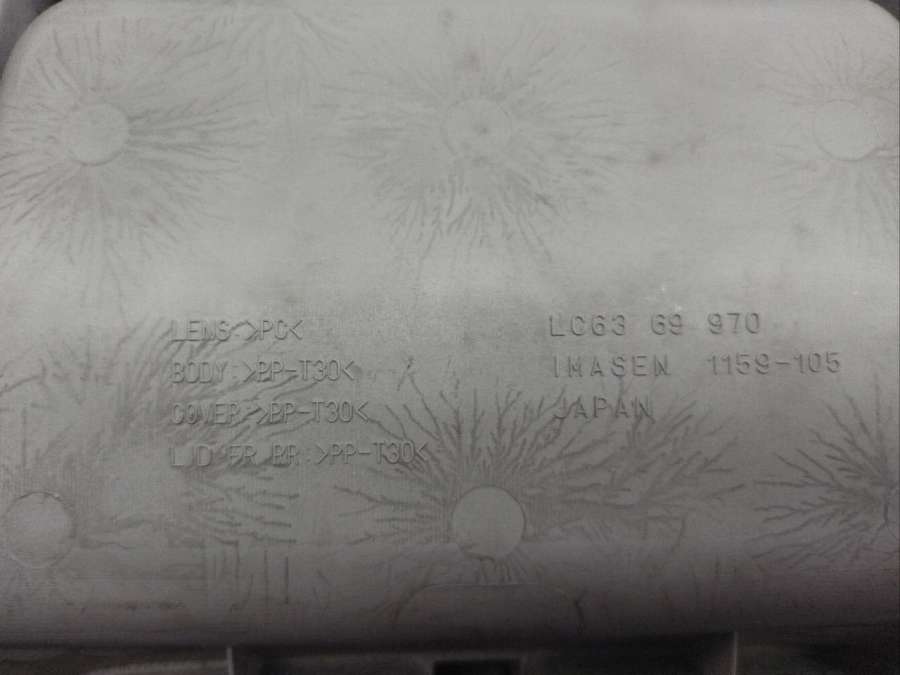 LENS:>PC<
BODY:>PP-T30<
COVER:>PP-T30<
LID FR,RR:>PP-T30<
LC63 69 970
IMASEN 1159-105
JAPAN